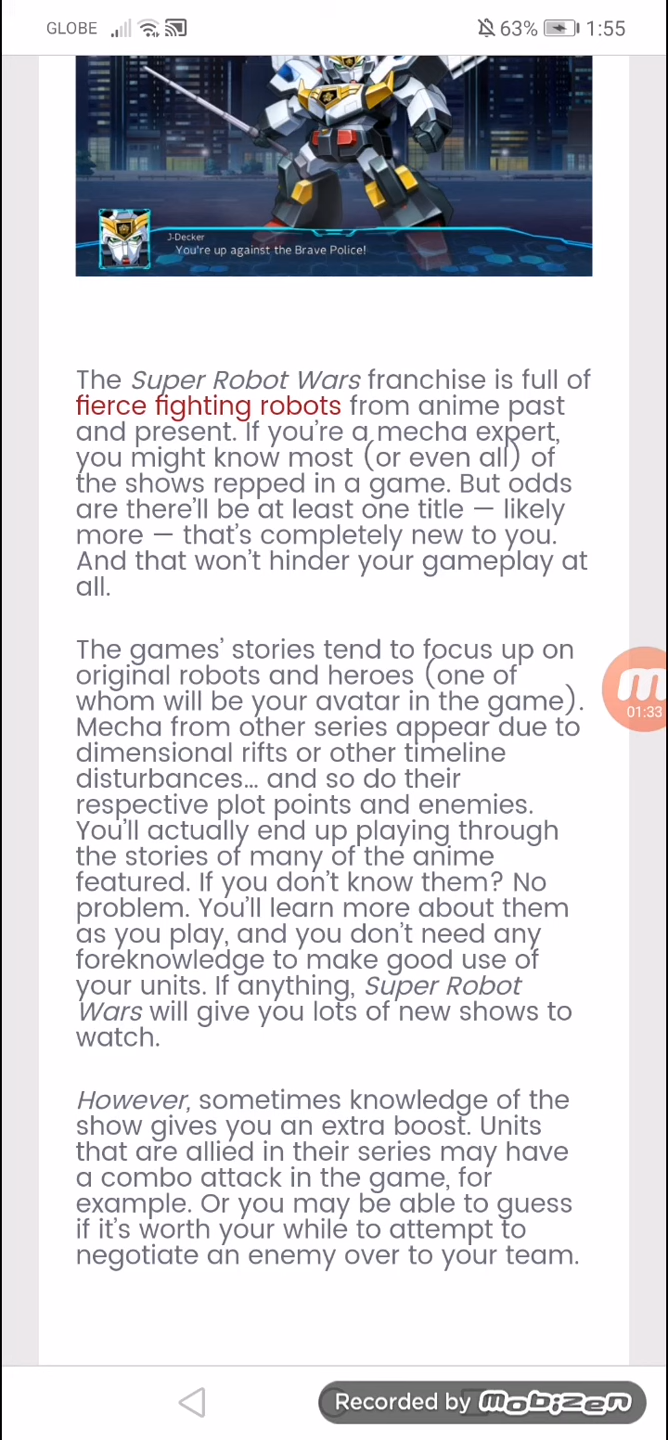 GLOBE 63% 1:55
J-Decker
You're up against the Brave Police!
The Super Robot Wars franchise is full of
fierce fighting robots from anime past
and present. If you're a mecha expert,
you might know most (or even all) of
the shows repped in a game. But odds
are there'll be at least one title — likely
more — that's completely new to you.
And that won't hinder your gameplay at
all.
The games' stories tend to focus up on
original robots and heroes (one of
whom will be your avatar in the game).
Mecha from other series appear due to
dimensional rifts or other timeline
disturbances... and so do their
respective plot points and enemies.
You'll actually end up playing through
the stories of many of the anime
featured. If you don't know them? No
problem. You'll learn more about them
as you play, and you don't need any
foreknowledge to make good use of
your units. If anything, Super Robot
Wars will give you lots of new shows to
watch.
However, sometimes knowledge of the
show gives you an extra boost. Units
that are allied in their series may have
a combo attack in the game, for
example. Or you may be able to guess
if it's worth your while to attempt to
negotiate an enemy over to your team.
01:33
Recorded by mobizen